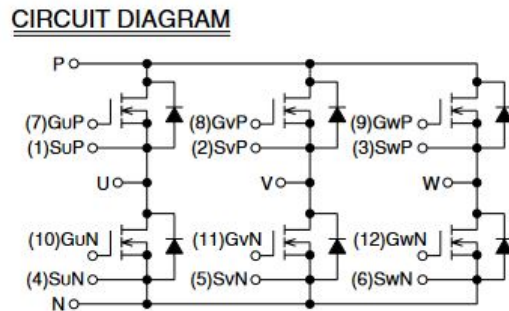 CIRCUIT DIAGRAM
P
(7)GUP (8)GVP (9)GWP
(1)SUP (2)SVP (3)SWP
U V W
(10)GUN (11)GVN (12)GWN
(4)SUN (5)SVN (6)SWN
N